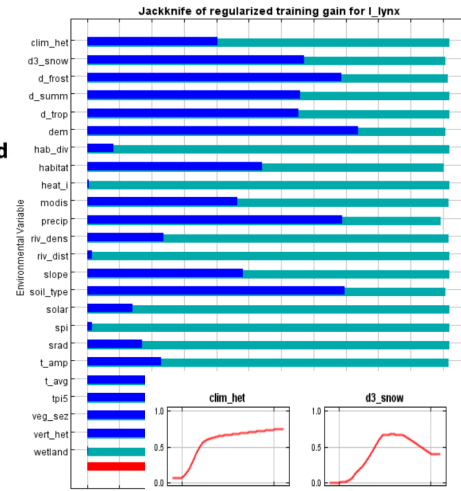 Jackknife of regularized training gain for l_lynx
clim_het
d3_snow
d_frost
d_summ
d_trop
dem
d
hab_div
habitat
heat_i
modis
precip
Environmental Variable
riv_dens
riv_dist
slope
soil_type
solar
spi
srad
t_amp
t_avg
tpi5
veg_sez
vert_het
wetland
clim_het
1.0
0.5
0.0
d3_snow
1.0
0.5
0.0